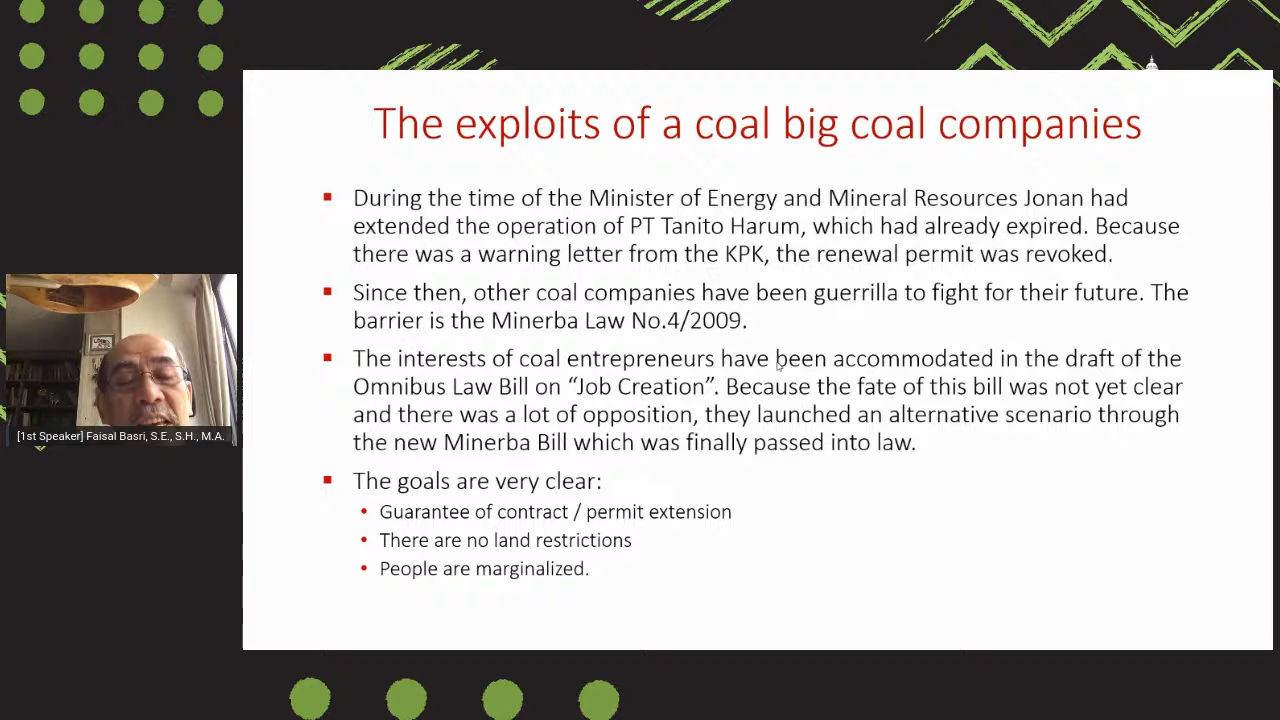 The exploits of a coal big coal companies
During the time of the Minister of Energy and Mineral Resources Jonan had
extended the operation of PT Tanito Harum, which had already expired. Because
there was a warning letter from the KPK, the renewal permit was revoked.
Since then, other coal companies have been guerrilla to fight for their future. The
barrier is the Minerba Law No.4/2009.
The interests of coal entrepreneurs have been accommodated in the draft of the
Omnibus Law Bill on “Job Creation”. Because the fate of this bill was not yet clear
and there was a lot of opposition, they launched an alternative scenario through
the new Minerba Bill which was finally passed into law.
The goals are very clear:
Guarantee of contract / permit extension
There are no land restrictions
People are marginalized.
[1st Speaker] Faisal Basri, S.E., S.H., M.A.